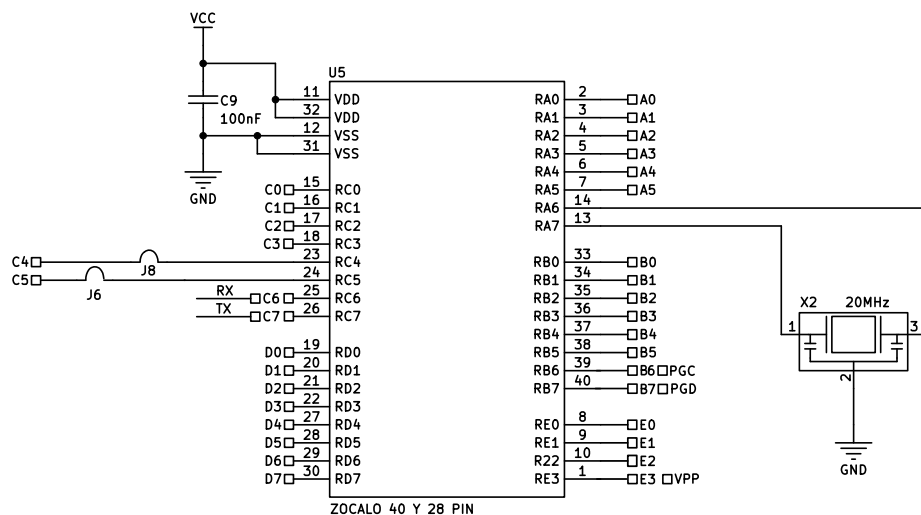 VCC
U5
C9
100nF
GND
11 VDD
32 VDD
12 VSS
31 VSS
C0 15 RC0
C1 16 RC1
C2 17 RC2
C3 18 RC3
C4 J8 23 RC4
C5 J6 24 RC5
RX C6 25 RC6
TX C7 26 RC7
D0 19 RD0
D1 20 RD1
D2 21 RD2
D3 22 RD3
D4 27 RD4
D5 28 RD5
D6 29 RD6
D7 30 RD7
RA0 2 A0
RA1 3 A1
RA2 4 A2
RA3 5 A3
RA4 6 A4
RA5 7 A5
RA6 14
RA7 13
RB0 33 B0
RB1 34 B1
RB2 35 B2
RB3 36 B3
RB4 37 B4
RB5 38 B5
RB6 39 B6 PGC
RB7 40 B7 PGD
RE0 8 E0
RE1 9 E1
R22 10 E2
RE3 1 E3 VPP
ZOCALO 40 Y 28 PIN
X2 20MHz
1 3
2
GND